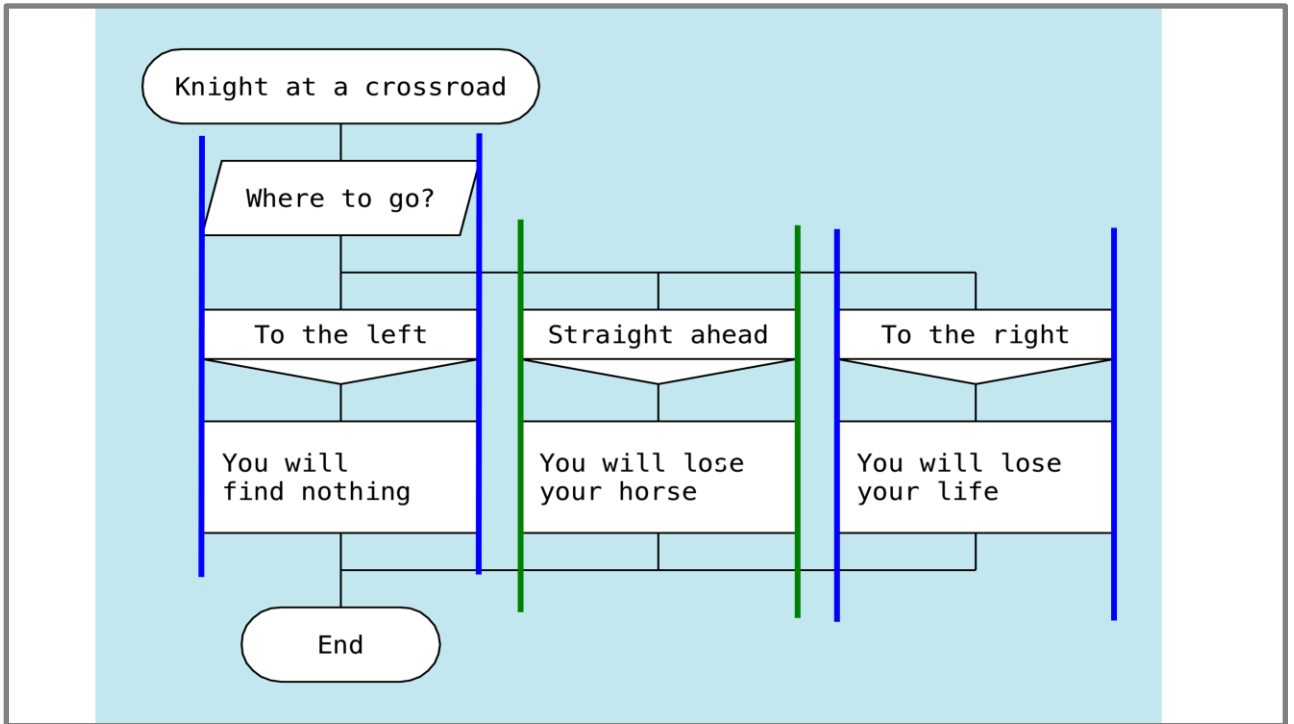 Knight at a crossroad
Where to go?
To the left
Straight ahead
To the right
You will
find nothing
You will lose
your horse
You will lose
your life
End